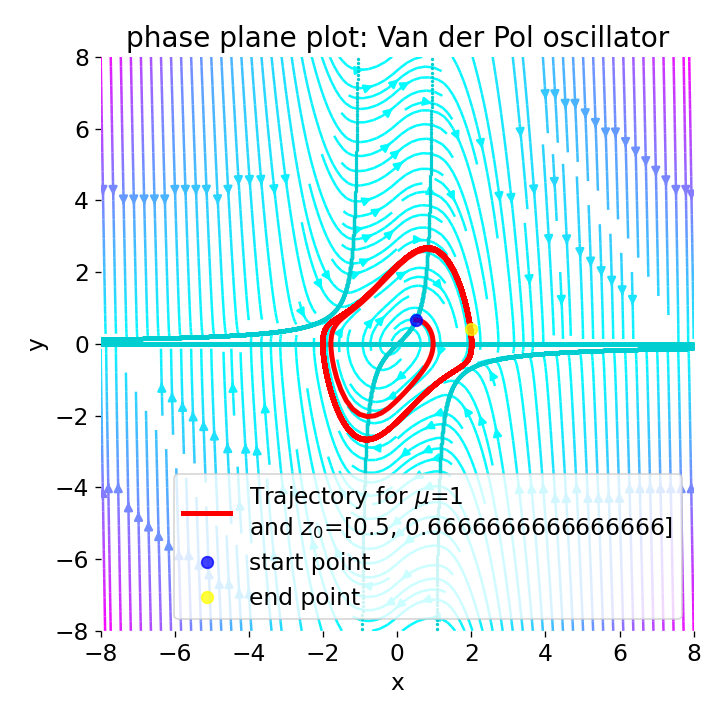 phase plane plot: Van der Pol oscillator
8
6
4
2
0
−2
−4
−6
−8
y
Trajectory for μ=1
and z₀=[0.5, 0.6666666666666666]
start point
end point
−8 −6 −4 −2 0 2 4 6 8
x